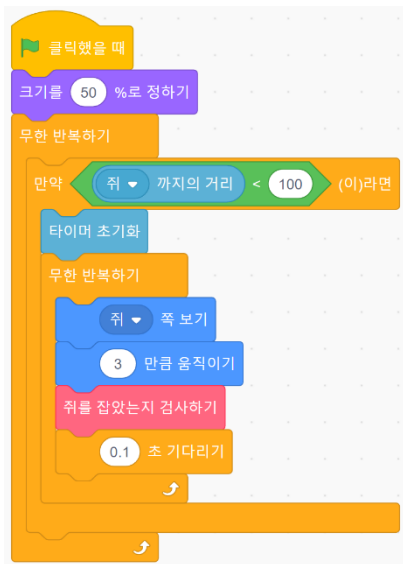 클릭했을 때
크기를 50 %로 정하기
무한 반복하기
만약 쥐 까지의 거리 < 100 (이)라면
타이머 초기화
무한 반복하기
쥐 쪽 보기
3 만큼 움직이기
쥐를 잡았는지 검사하기
0.1 초 기다리기